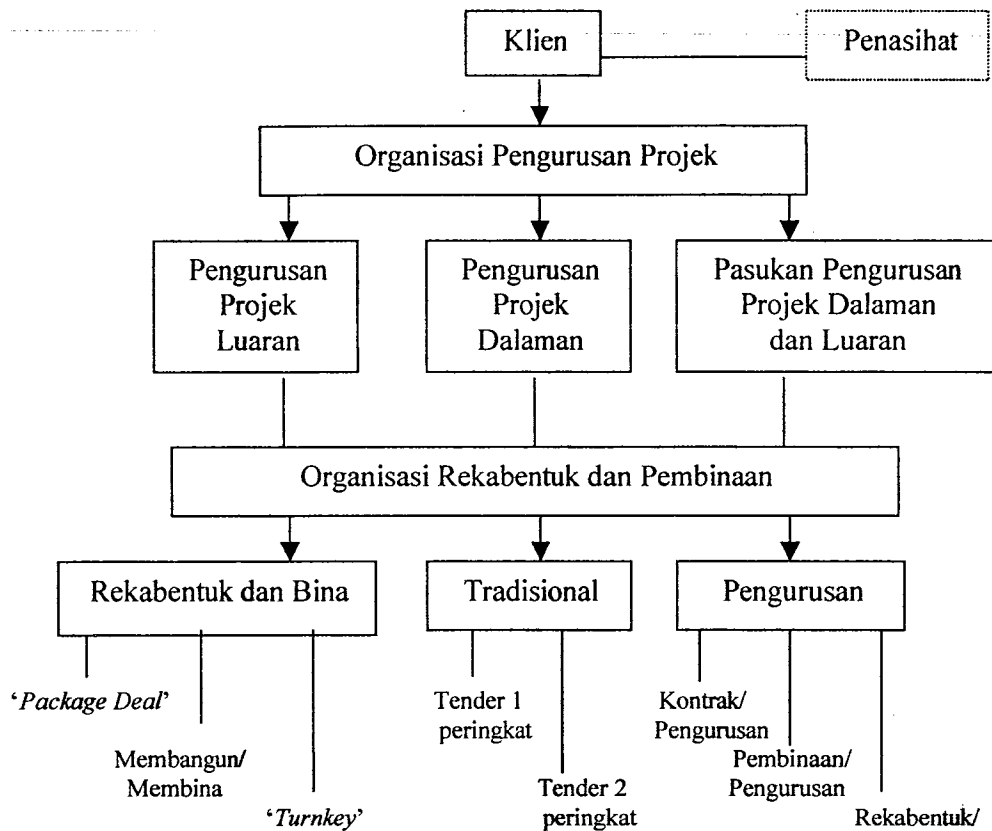 Klien
Penasihat
Organisasi Pengurusan Projek
Pengurusan
Projek
Luaran
Pengurusan
Projek
Dalaman
Pasukan Pengurusan
Projek Dalaman
dan Luaran
Organisasi Rekabentuk dan Pembinaan
Rekabentuk dan Bina
Tradisional
Pengurusan
'Package Deal'
Membangun/
Membina
'Turnkey'
Tender 1
peringkat
Tender 2
peringkat
Kontrak/
Pengurusan
Pembinaan/
Pengurusan
Rekabentuk/